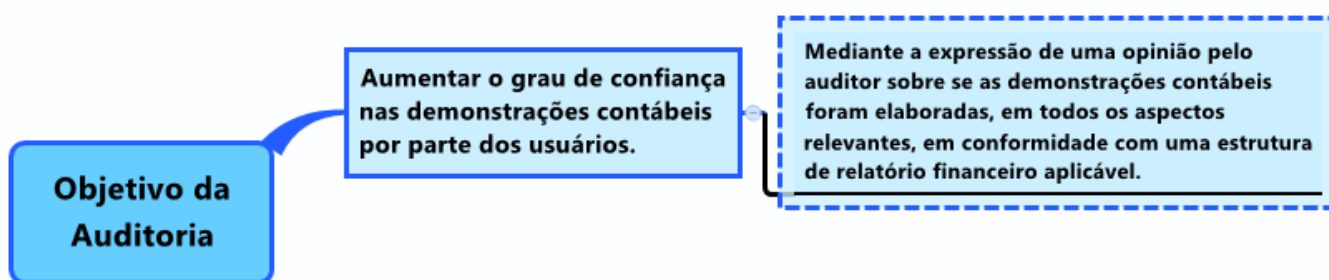 Objetivo da
Auditoria
Aumentar o grau de confiança
nas demonstrações contábeis
por parte dos usuários.
Mediante a expressão de uma opinião pelo
auditor sobre se as demonstrações contábeis
foram elaboradas, em todos os aspectos
relevantes, em conformidade com uma estrutura
de relatório financeiro aplicável.